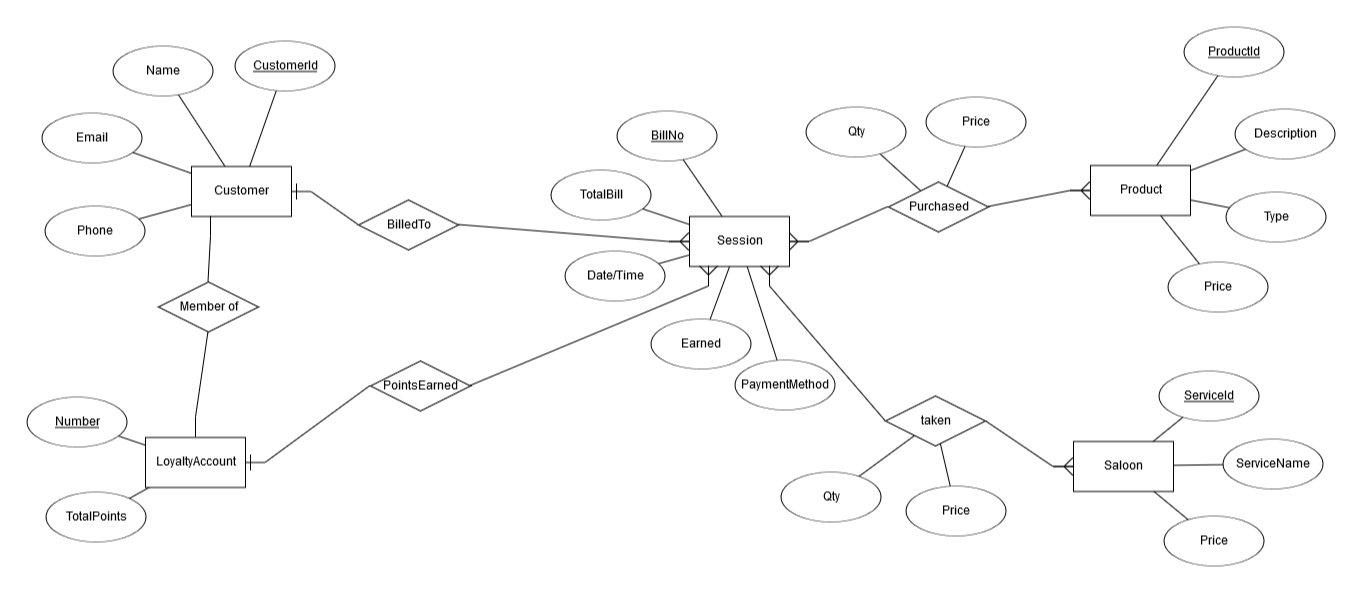 ProductId
Name
CustomerId
Email
BillNo
Qty
Price
Description
Customer
Product
TotalBill
Purchased
Type
Phone
BilledTo
Session
Date/Time
Price
Member of
Earned
PaymentMethod
PointsEarned
ServiceId
Number
taken
LoyaltyAccount
Saloon
ServiceName
TotalPoints
Qty
Price
Price